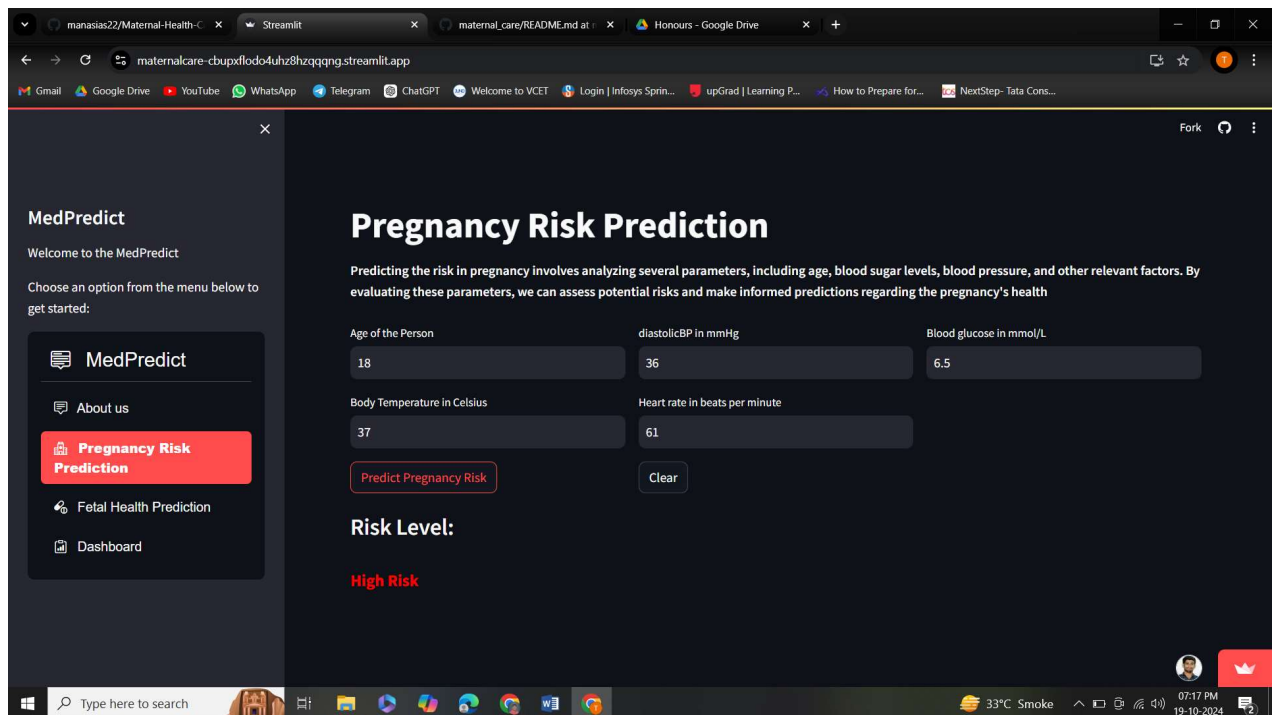 manasias22/Maternal-Health-C
Streamlit
maternal_care/README.md at
Honours - Google Drive
maternalcare-cbupxflodo4uhz8hzqqqng.streamlit.app
T
Gmail
Google Drive
YouTube
WhatsApp
Telegram
ChatGPT
Welcome to VCET
Login | Infosys Sprin...
upGrad | Learning P...
How to Prepare for...
NextStep- Tata Cons...
Fork
MedPredict
Welcome to the MedPredict
Choose an option from the menu below to
get started:
MedPredict
About us
Pregnancy Risk
Prediction
Fetal Health Prediction
Dashboard
Pregnancy Risk Prediction
Predicting the risk in pregnancy involves analyzing several parameters, including age, blood sugar levels, blood pressure, and other relevant factors. By
evaluating these parameters, we can assess potential risks and make informed predictions regarding the pregnancy's health
Age of the Person
diastolicBP in mmHg
Blood glucose in mmol/L
18
36
6.5
Body Temperature in Celsius
Heart rate in beats per minute
37
61
Predict Pregnancy Risk
Clear
Risk Level:
High Risk
Type here to search
33°C Smoke
07:17 PM
19-10-2024
2